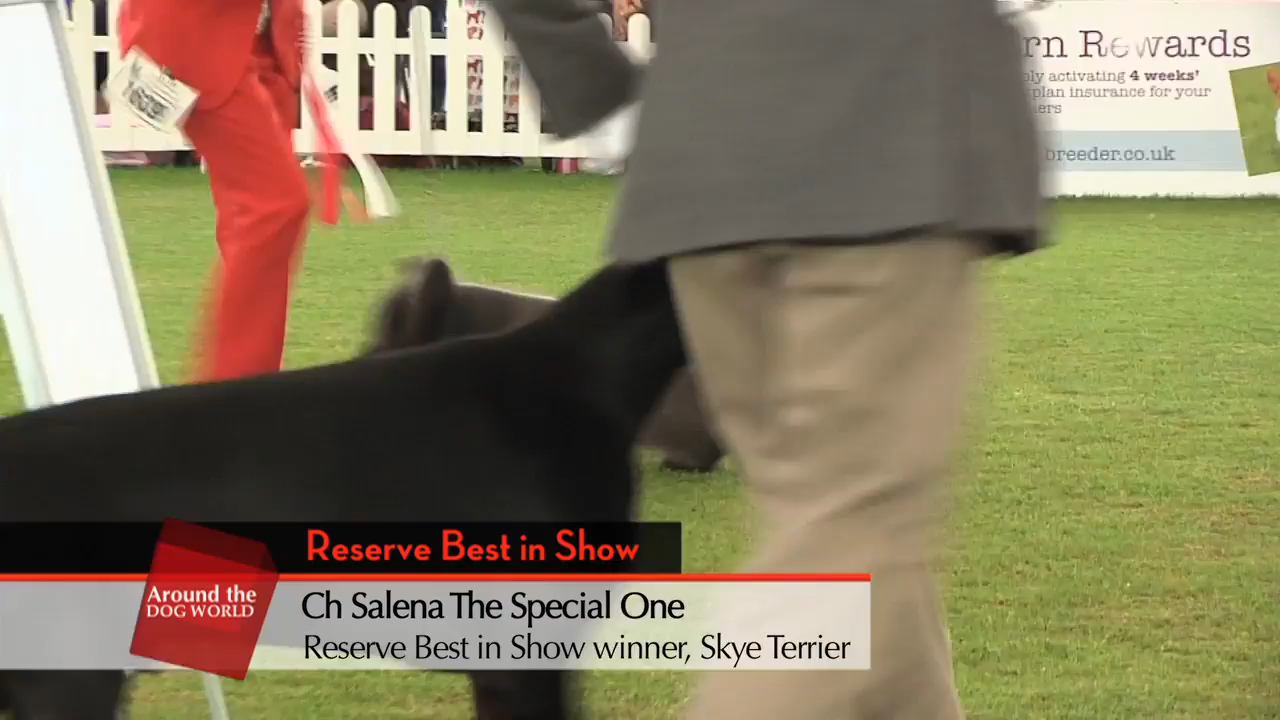 rn Rewards
ply activating 4 weeks'
plan insurance for your
breeder.co.uk
Reserve Best in Show
Around the
DOG WORLD
Ch Salena The Special One
Reserve Best in Show winner, Skye Terrier